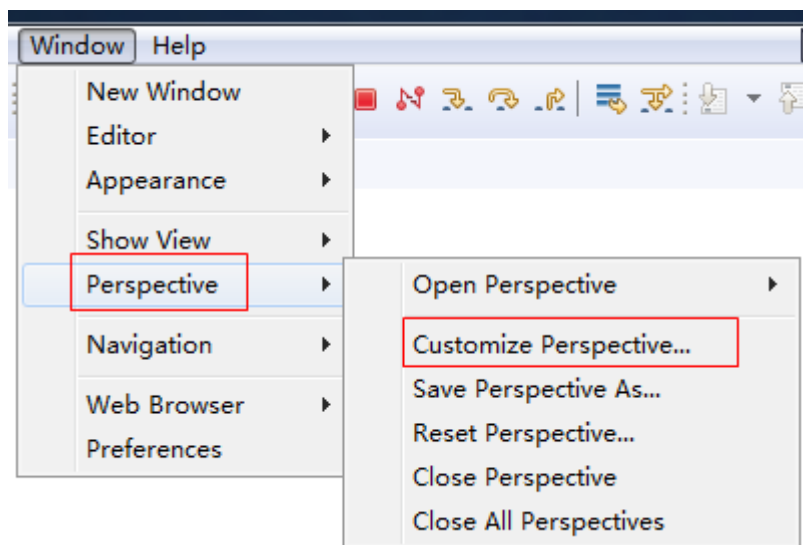 Window Help
New Window
Editor
Appearance
Show View
Perspective
Navigation
Web Browser
Preferences
Open Perspective
Customize Perspective...
Save Perspective As...
Reset Perspective...
Close Perspective
Close All Perspectives